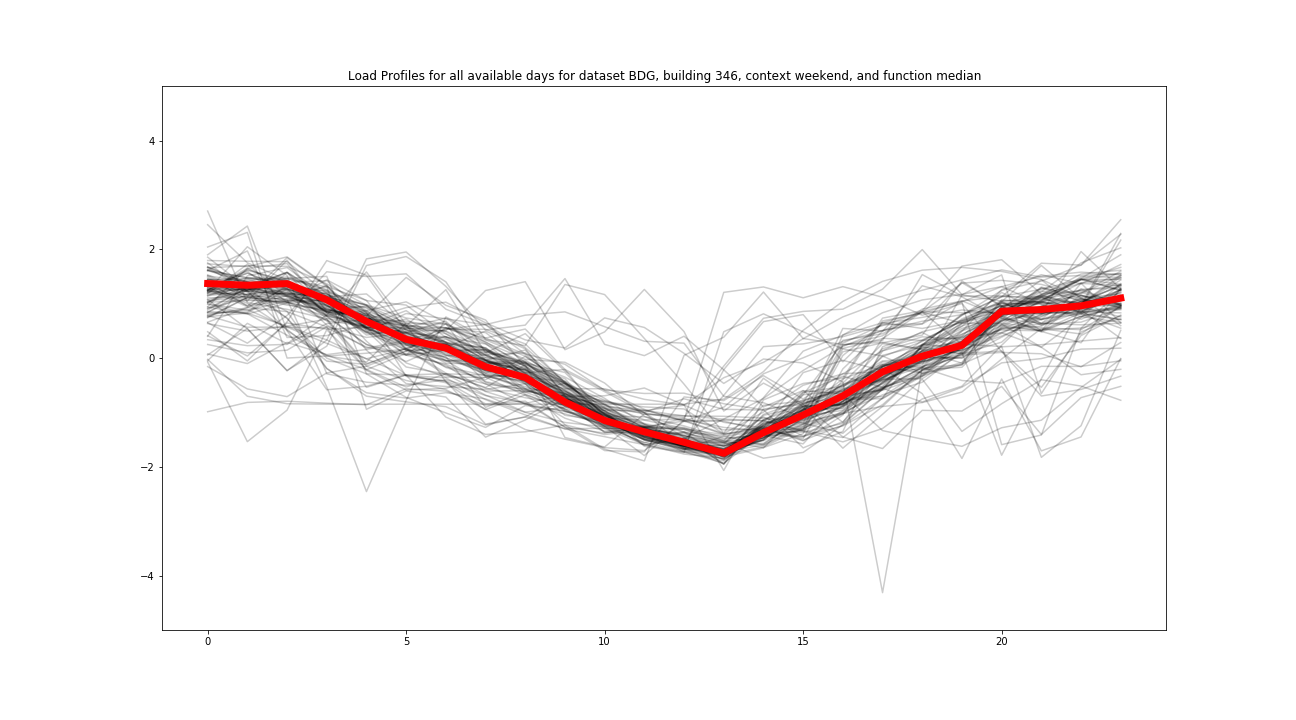 Load Profiles for all available days for dataset BDG, building 346, context weekend, and function median
4
2
0
−2
−4
0 5 10 15 20